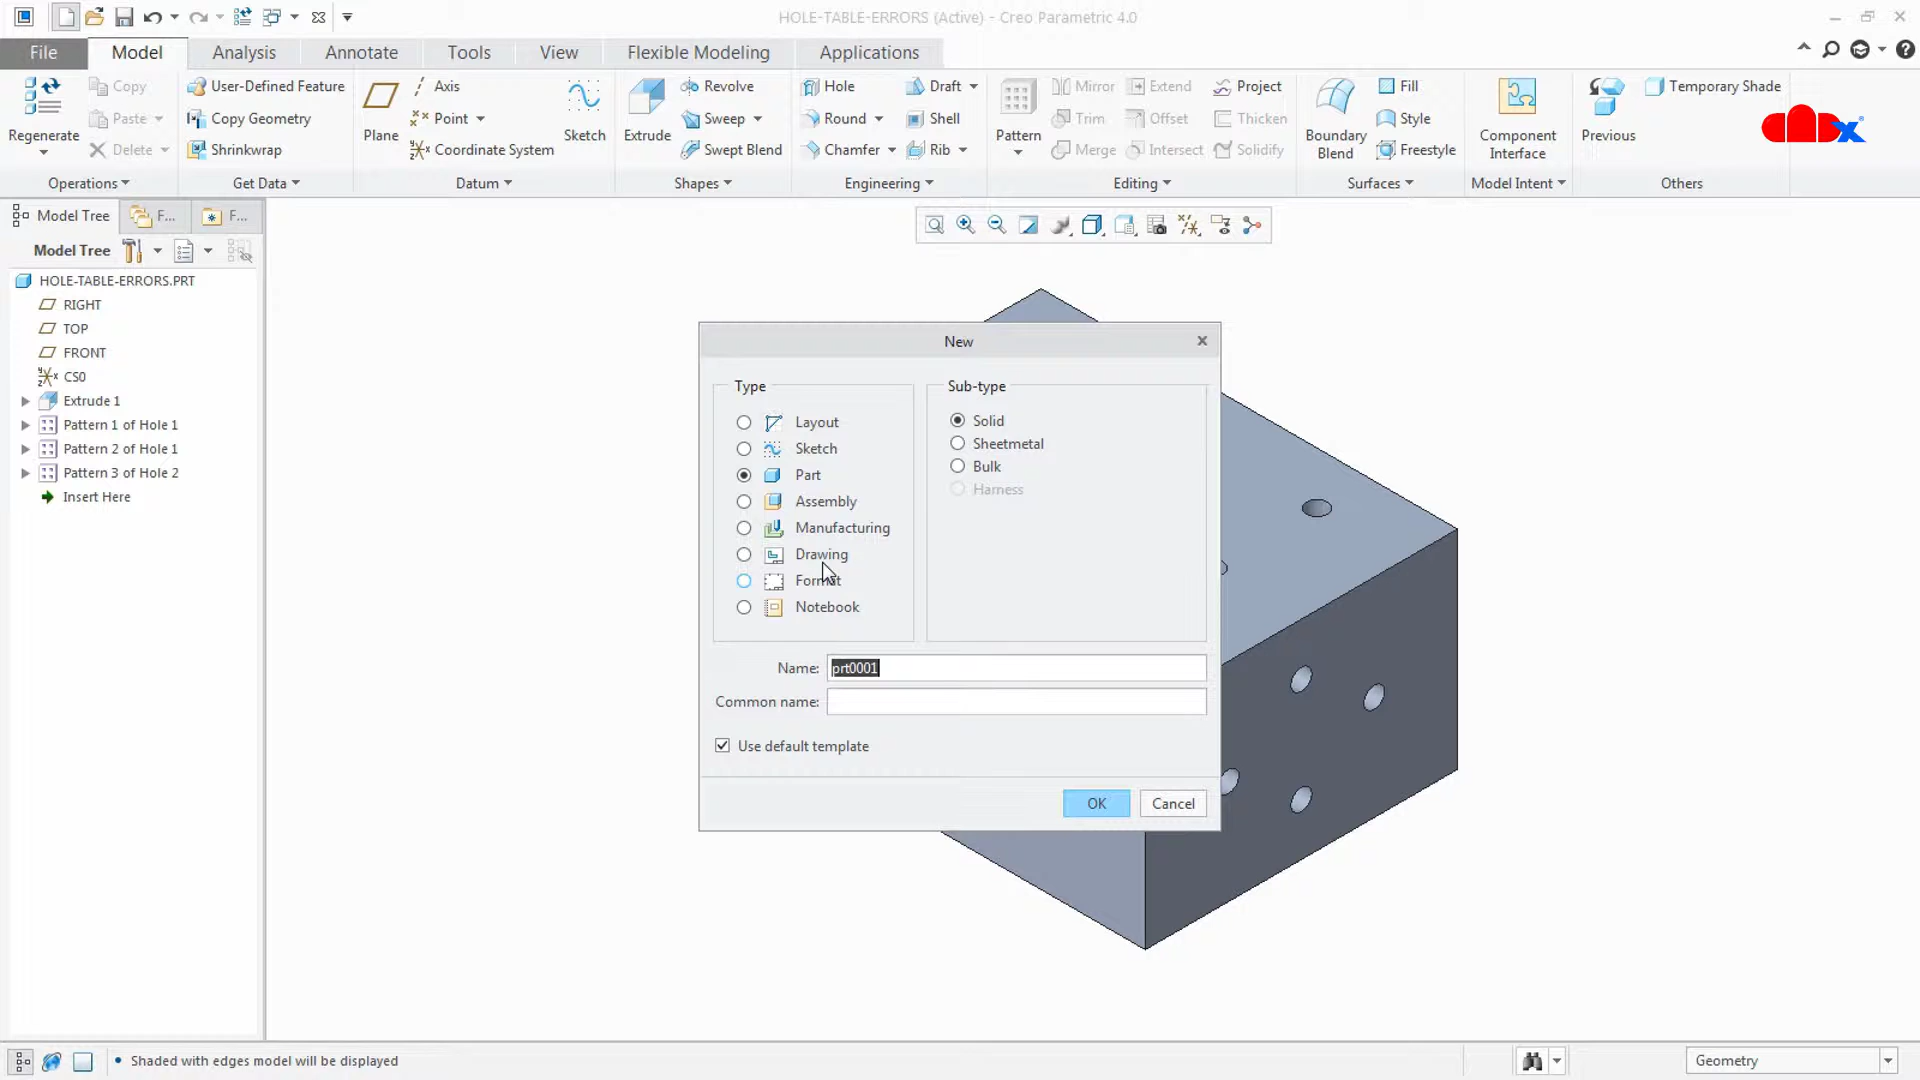 HOLE-TABLE-ERRORS (Active) - Creo Parametric 4.0
File Model Analysis Annotate Tools View Flexible Modeling Applications
Regenerate
Copy
Paste
Delete
Operations
User-Defined Feature
Copy Geometry
Shrinkwrap
Get Data
Plane
Axis
Point
Coordinate System
Sketch
Datum
Extrude
Revolve
Sweep
Swept Blend
Shapes
Hole
Round
Chamfer
Draft
Shell
Rib
Engineering
Pattern
Mirror
Trim
Merge
Extend
Offset
Intersect
Project
Thicken
Solidify
Editing
Boundary
Blend
Fill
Style
Freestyle
Surfaces
Component
Interface
Model Intent
Previous
Temporary Shade
Others
Model Tree F... F...
Model Tree
HOLE-TABLE-ERRORS.PRT
RIGHT
TOP
FRONT
CS0
Extrude 1
Pattern 1 of Hole 1
Pattern 2 of Hole 1
Pattern 3 of Hole 2
Insert Here
New
Type
Layout
Sketch
Part
Assembly
Manufacturing
Drawing
Format
Notebook
Sub-type
Solid
Sheetmetal
Bulk
Harness
Name: prt0001
Common name:
Use default template
OK Cancel
Shaded with edges model will be displayed
Geometry